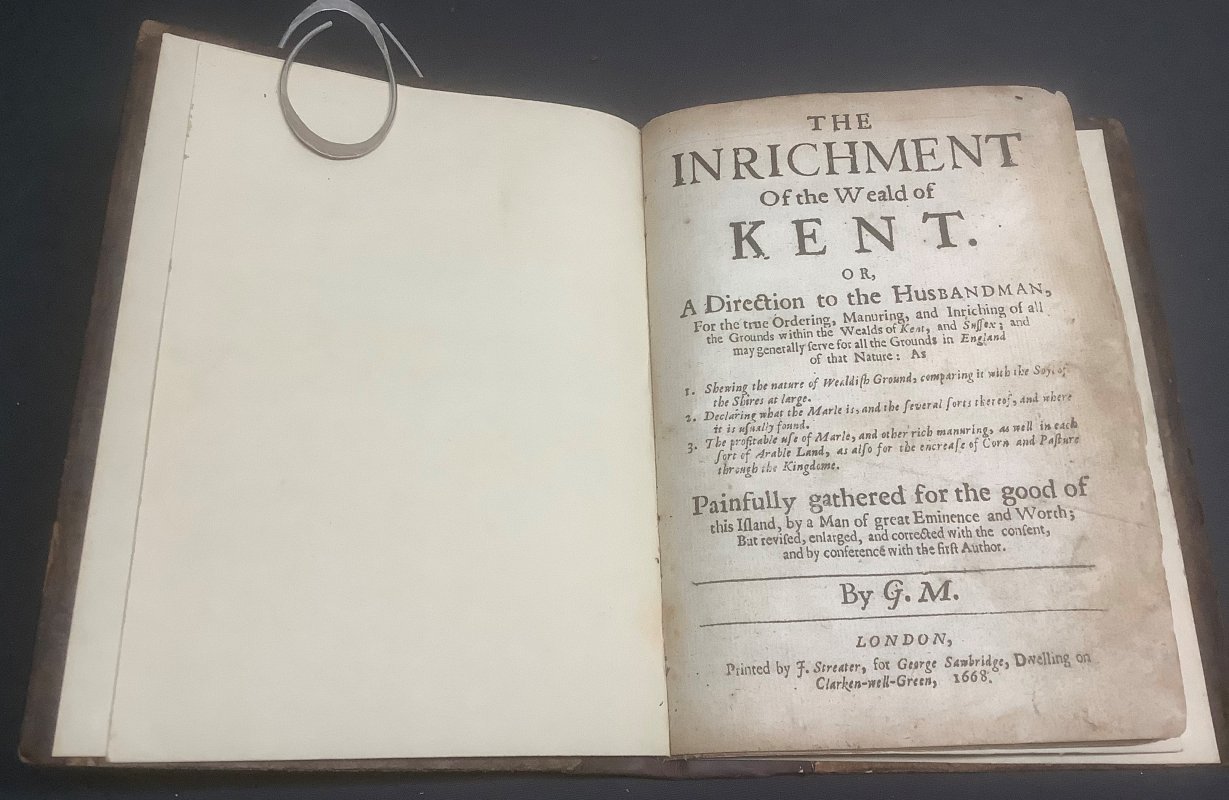 THE
INRICHMENT
Of the Weald of
KENT.
OR,
A Direction to the HUSBANDMAN,
For the true Ordering, Manuring, and Inriching of all
the Grounds within the Wealds of Kent, and Suſſex; and
may generally ſerve for all the Grounds in England
of that Nature: As
1. Shewing the nature of Wealdiſh Ground, comparing it with the Soyl of
the Shires at large.
2. Declaring what the Marle is, and the ſeveral ſorts thereof, and where
it is uſually found.
3. The profitable uſe of Marle, and other rich manuring, as well in each
ſort of Arable Land, as alſo for the encreaſe of Corn and Paſture
through the Kingdome.
Painfully gathered for the good of
this Iſland, by a Man of great Eminence and Worth;
But reviſed, enlarged, and corrected with the conſent,
and by conference with the firſt Author.
By G. M.
LONDON,
Printed by J. Streater, for George Sawbridge, Dwelling on
Clarken-well-Green, 1668.